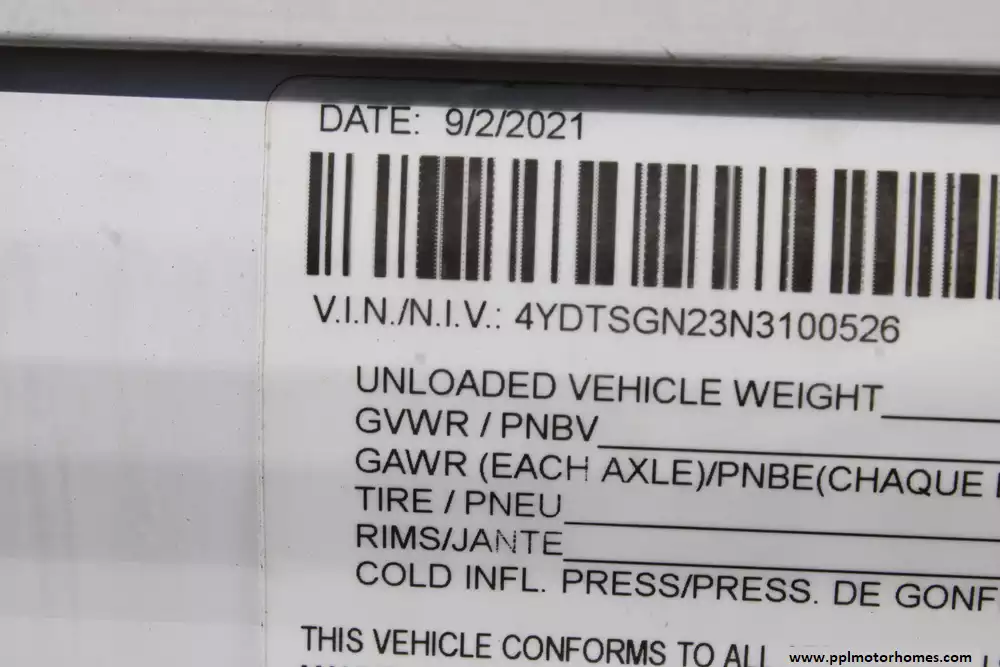 DATE: 9/2/2021
V.I.N./N.I.V.: 4YDTSGN23N3100526
UNLOADED VEHICLE WEIGHT
GVWR / PNBV
GAWR (EACH AXLE)/PNBE(CHAQUE
TIRE / PNEU
RIMS/JANTE
COLD INFL. PRESS/PRESS. DE GONF
THIS VEHICLE CONFORMS TO ALL
www.pplmotorhomes.com